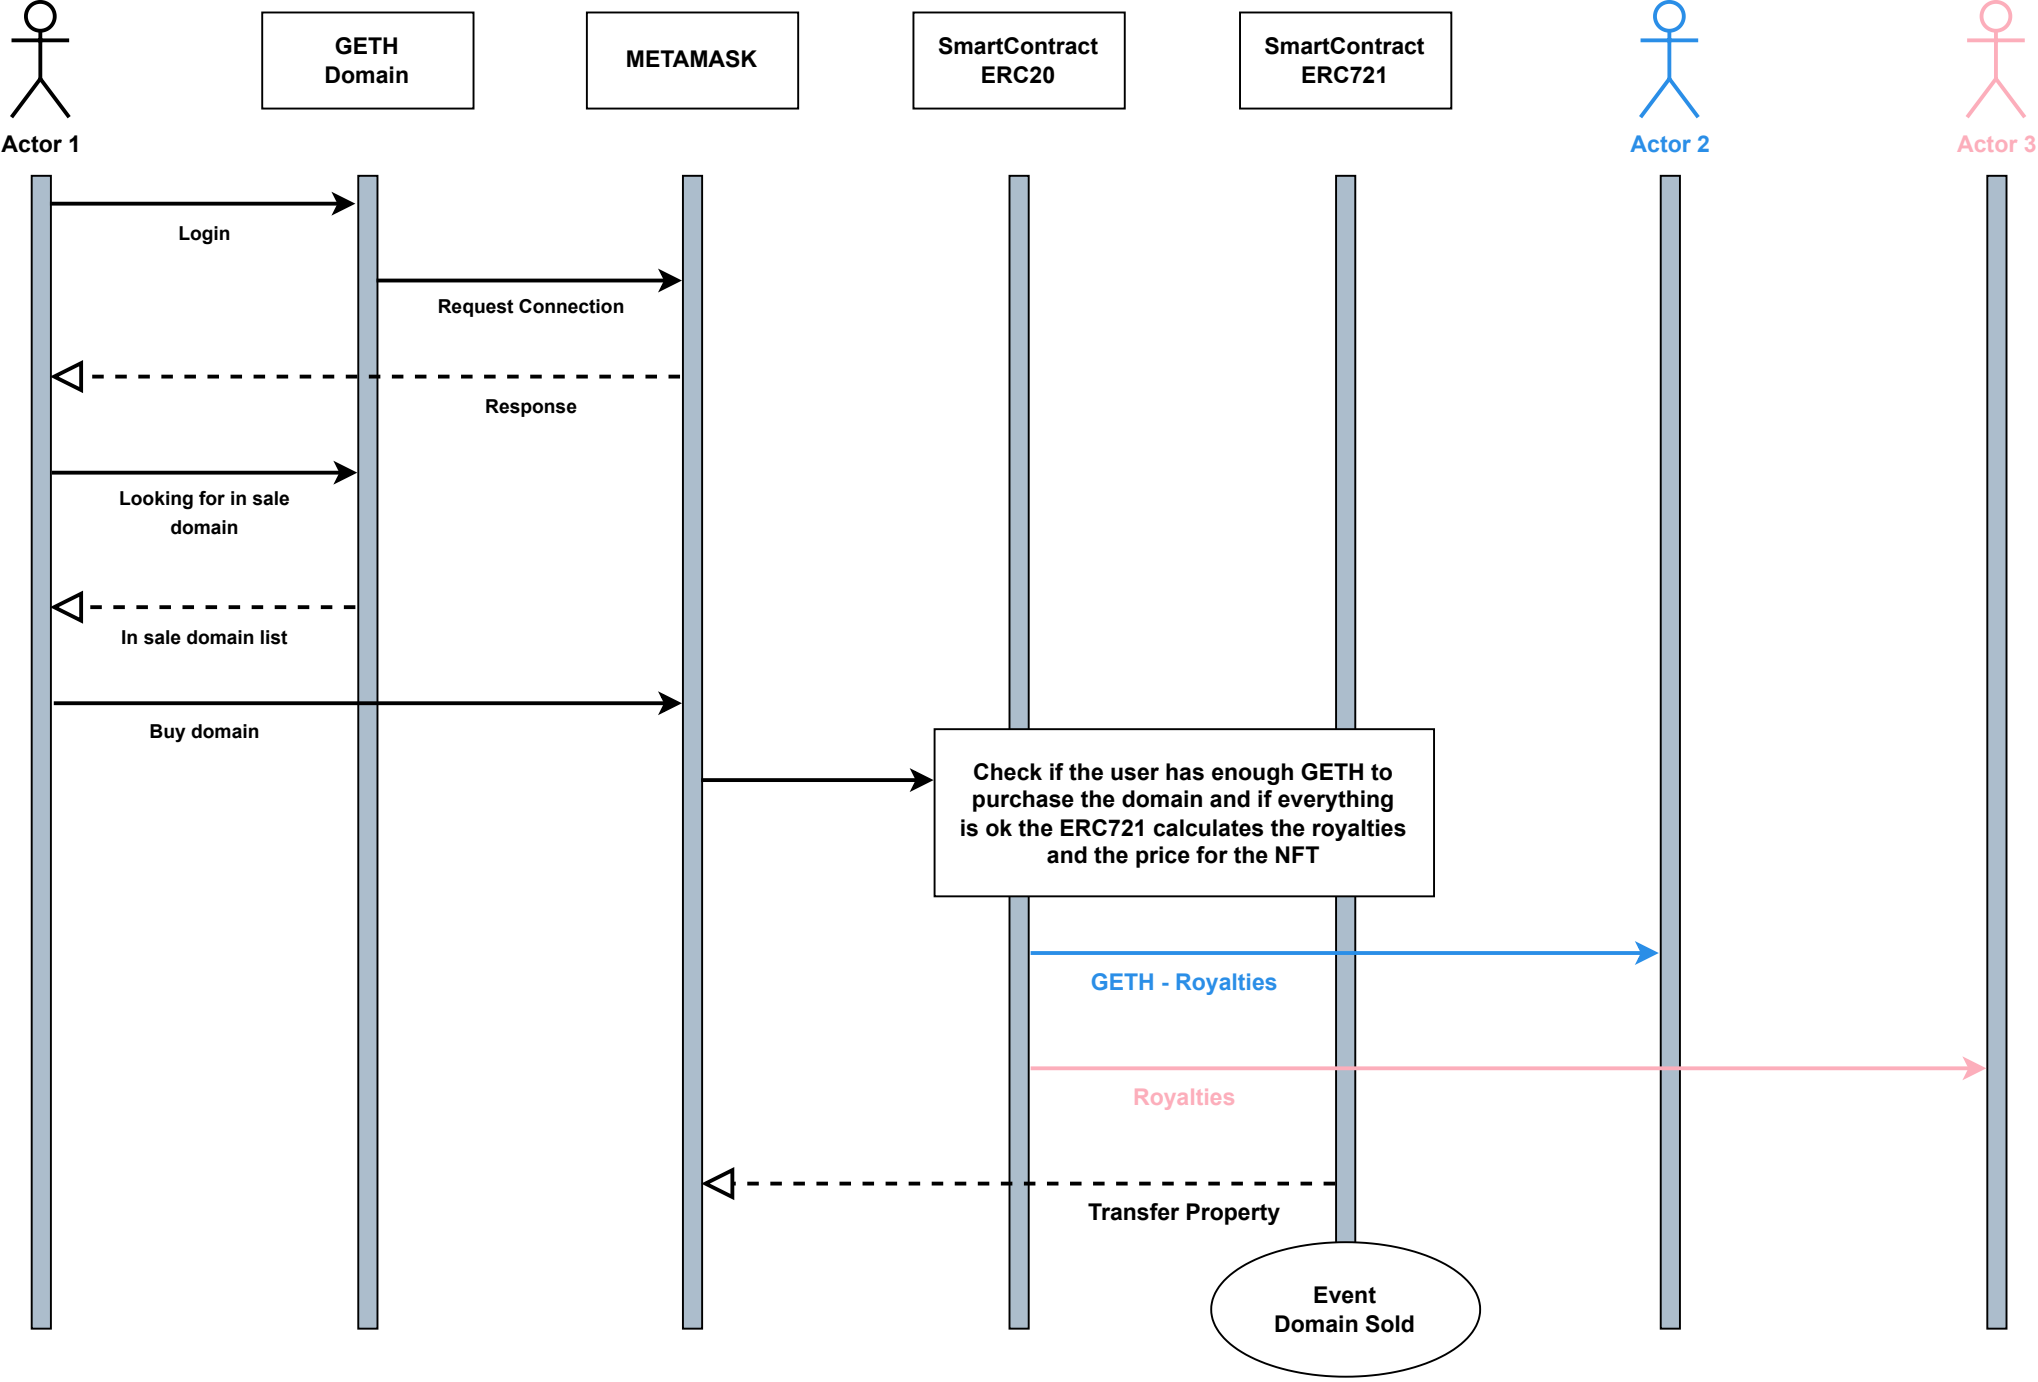 GETH
Domain
METAMASK
SmartContract
ERC20
SmartContract
ERC721
Actor 1
Actor 2
Actor 3
Login
Request Connection
Response
Looking for in sale
domain
In sale domain list
Buy domain
Check if the user has enough GETH to
purchase the domain and if everything
is ok the ERC721 calculates the royalties
and the price for the NFT
GETH - Royalties
Royalties
Transfer Property
Event
Domain Sold